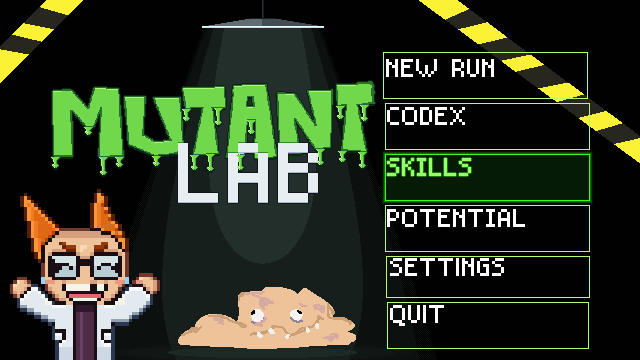 MUTANT
LAB
NEW RUN
CODEX
SKILLS
POTENTIAL
SETTINGS
QUIT